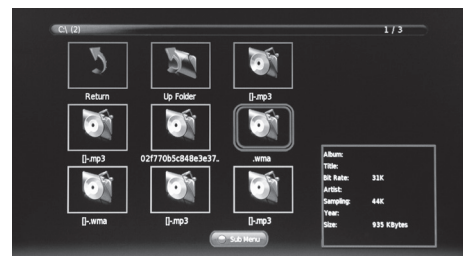 C:\ (2)
1 / 3
Return
Up Folder
[]-.mp3
[]-.mp3
02f770b5c848e3e37..
.wma
[]-.wma
[]-.mp3
[]-.mp3
Album:
Title:
Bit Rate: 31K
Artist:
Sampling: 44K
Year:
Size: 935 KBytes
Sub Menu